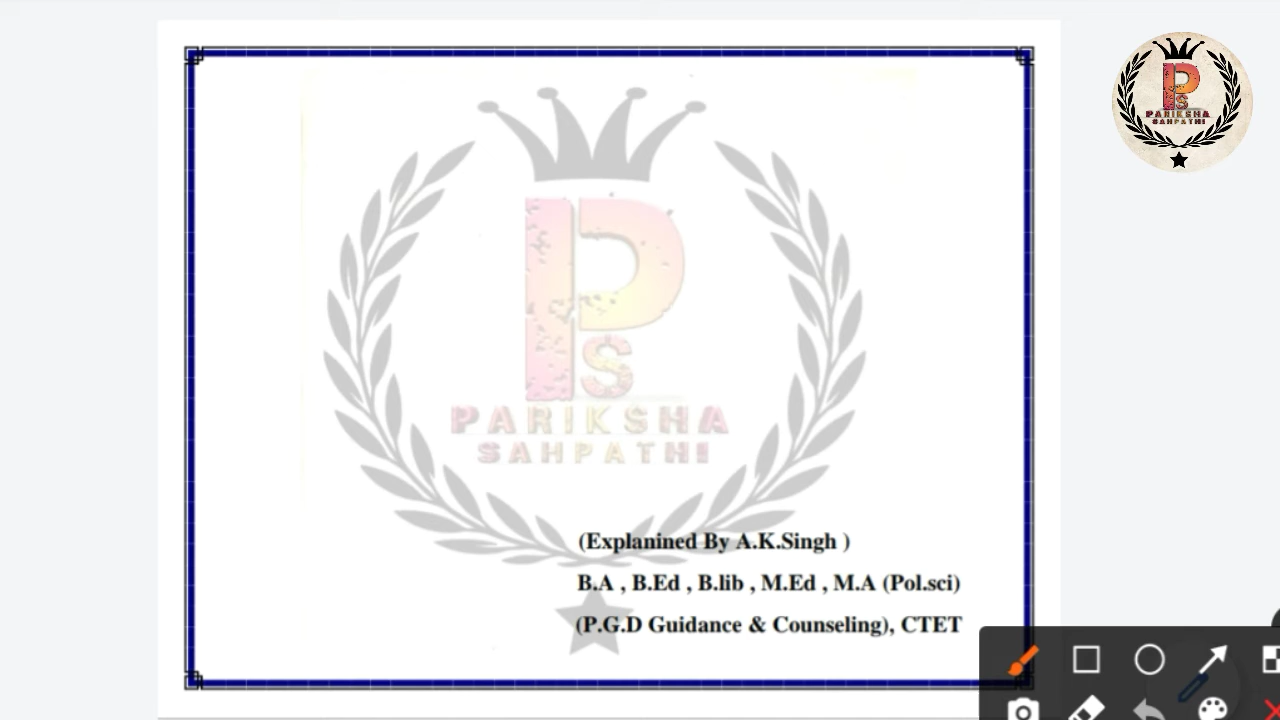 Ps
PARIKSHA
SAHPATHI
(Explanined By A.K.Singh )
B.A , B.Ed , B.lib , M.Ed , M.A (Pol.sci)
(P.G.D Guidance & Counseling), CTET
Ps
PARIKSHA
SAHPATHI